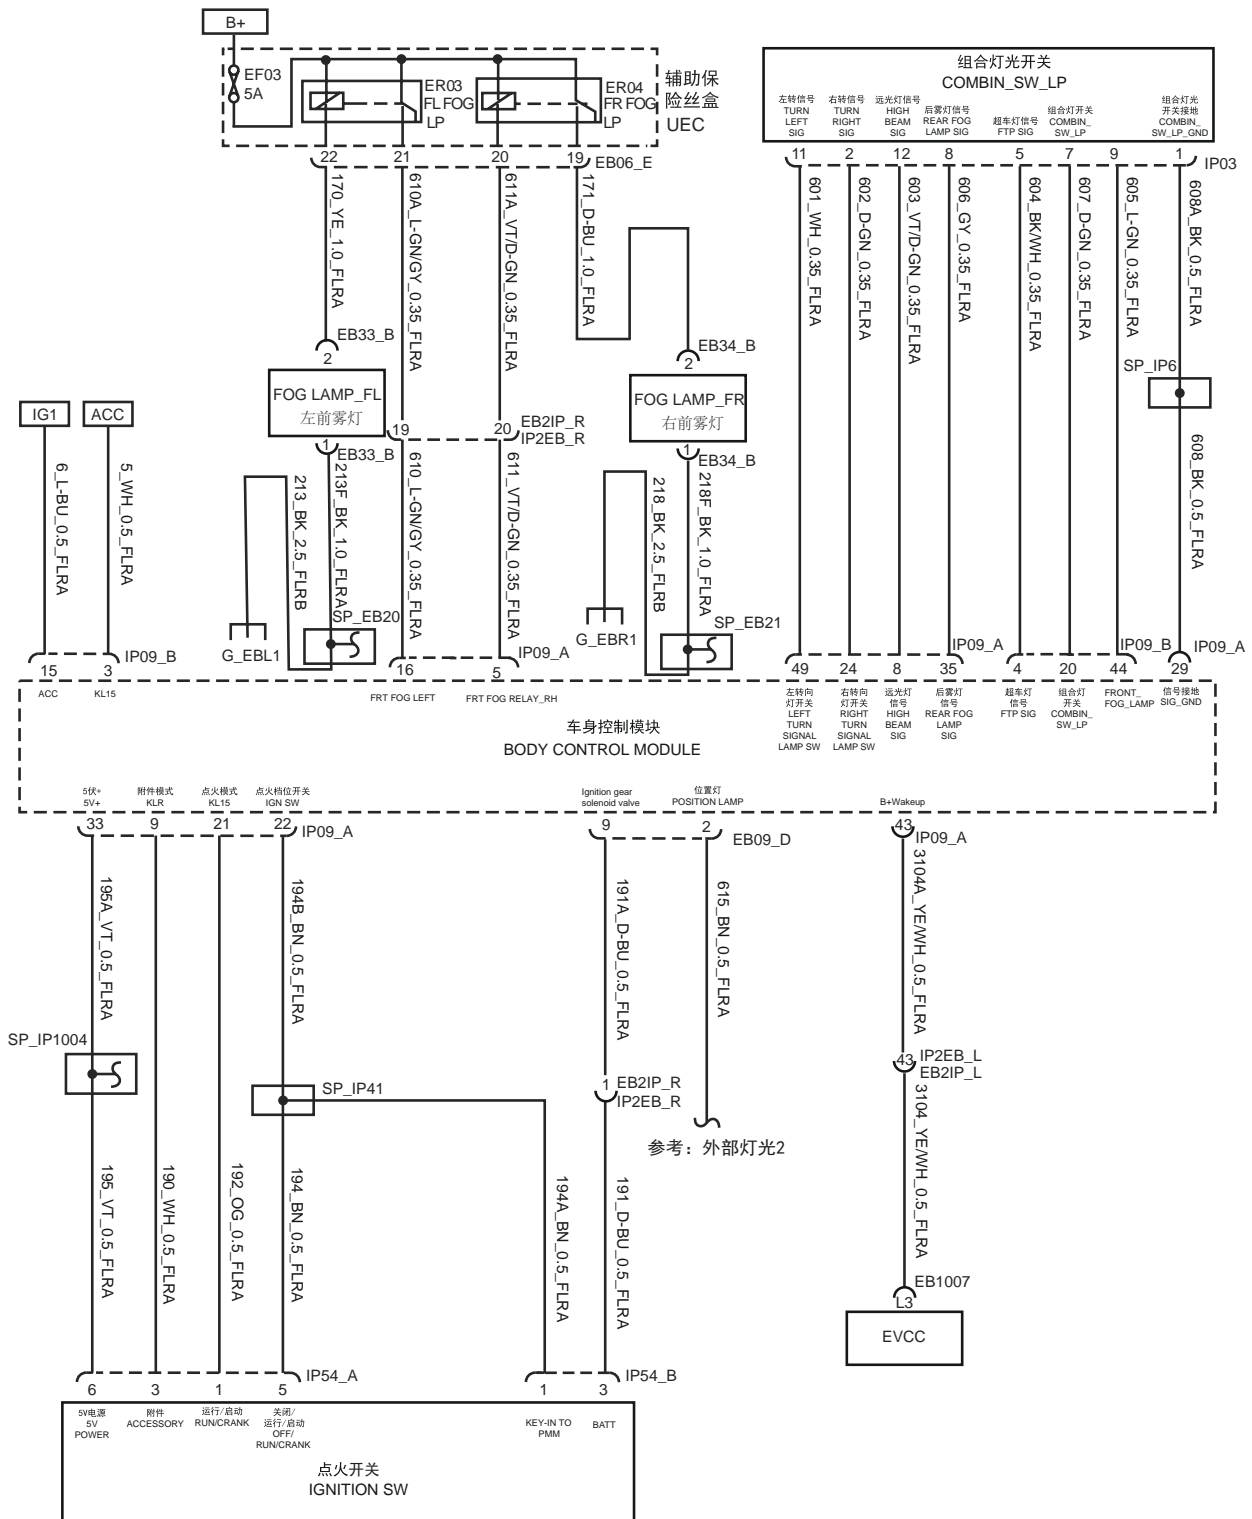 B+
EF03
5A
ER03
FL FOG
LP
ER04
FR FOG
LP
辅助保
险丝盒
UEC
22
21
20
19
EB06_E
170_YE_1.0_FLRA
610A_L-GN/GY_0.35_FLRA
611A_VT/D-GN_0.35_FLRA
171_D-BU_1.0_FLRA
组合灯光开关
COMBIN_SW_LP
左转信号
TURN
LEFT
SIG
右转信号
TURN
RIGHT
SIG
远光灯信号
HIGH
BEAM
SIG
后雾灯信号
REAR FOG
LAMP SIG
超车灯信号
FTP SIG
组合灯开关
COMBIN_
SW_LP
组合灯光
开关接地
COMBIN_
SW_LP_GND
11
2
12
8
5
7
9
1
IP03
601_WH_0.35_FLRA
602_D-GN_0.35_FLRA
603_VT/D-GN_0.35_FLRA
606_GY_0.35_FLRA
604_BK/WH_0.35_FLRA
607_D-GN_0.35_FLRA
605_L-GN_0.35_FLRA
608A_BK_0.5_FLRA
SP_IP6
608_BK_0.5_FLRA
EB33_B
2
FOG LAMP_FL
左前雾灯
1
EB33_B
EB34_B
2
FOG LAMP_FR
右前雾灯
1
EB34_B
19
20
EB2IP_R
IP2EB_R
IG1
ACC
6_L-BU_0.5_FLRA
5_WH_0.5_FLRA
213_BK_2.5_FLRB
213F_BK_1.0_FLRA
610_L-GN/GY_0.35_FLRA
611_VT/D-GN_0.35_FLRA
218_BK_2.5_FLRB
218F_BK_1.0_FLRA
G_EBL1
SP_EB20
G_EBR1
SP_EB21
15
3
IP09_B
16
5
IP09_A
49
24
8
35
IP09_A
4
20
44
IP09_B
29
IP09_A
ACC
KL15
FRT FOG LEFT
FRT FOG RELAY_RH
左转向
灯开关
LEFT
TURN
SIGNAL
LAMP SW
右转向
灯开关
RIGHT
TURN
SIGNAL
LAMP SW
远光灯
信号
HIGH
BEAM
SIG
后雾灯
信号
REAR FOG
LAMP
SIG
超车灯
信号
FTP SIG
组合灯
开关
COMBIN_
SW_LP
FRONT_
FOG_LAMP
信号接地
SIG_GND
车身控制模块
BODY CONTROL MODULE
5伏+
5V+
附件模式
KLR
点火模式
KL15
点火档位开关
IGN SW
Ignition gear
solenoid valve
位置灯
POSITION LAMP
B+Wakeup
33
9
21
22
IP09_A
9
2
EB09_D
43
IP09_A
195A_VT_0.5_FLRA
194B_BN_0.5_FLRA
191A_D-BU_0.5_FLRA
615_BN_0.5_FLRA
3104A_YE/WH_0.5_FLRA
SP_IP1004
SP_IP41
1
EB2IP_R
IP2EB_R
参考：外部灯光2
43
IP2EB_L
EB2IP_L
195_VT_0.5_FLRA
190_WH_0.5_FLRA
192_OG_0.5_FLRA
194_BN_0.5_FLRA
194A_BN_0.5_FLRA
191_D-BU_0.5_FLRA
3104_YE/WH_0.5_FLRA
EB1007
L3
EVCC
6
3
1
5
IP54_A
1
3
IP54_B
5V电源
5V
POWER
附件
ACCESSORY
运行/启动
RUN/CRANK
关闭/
运行/启动
OFF/
RUN/CRANK
KEY-IN TO
PMM
BATT
点火开关
IGNITION SW